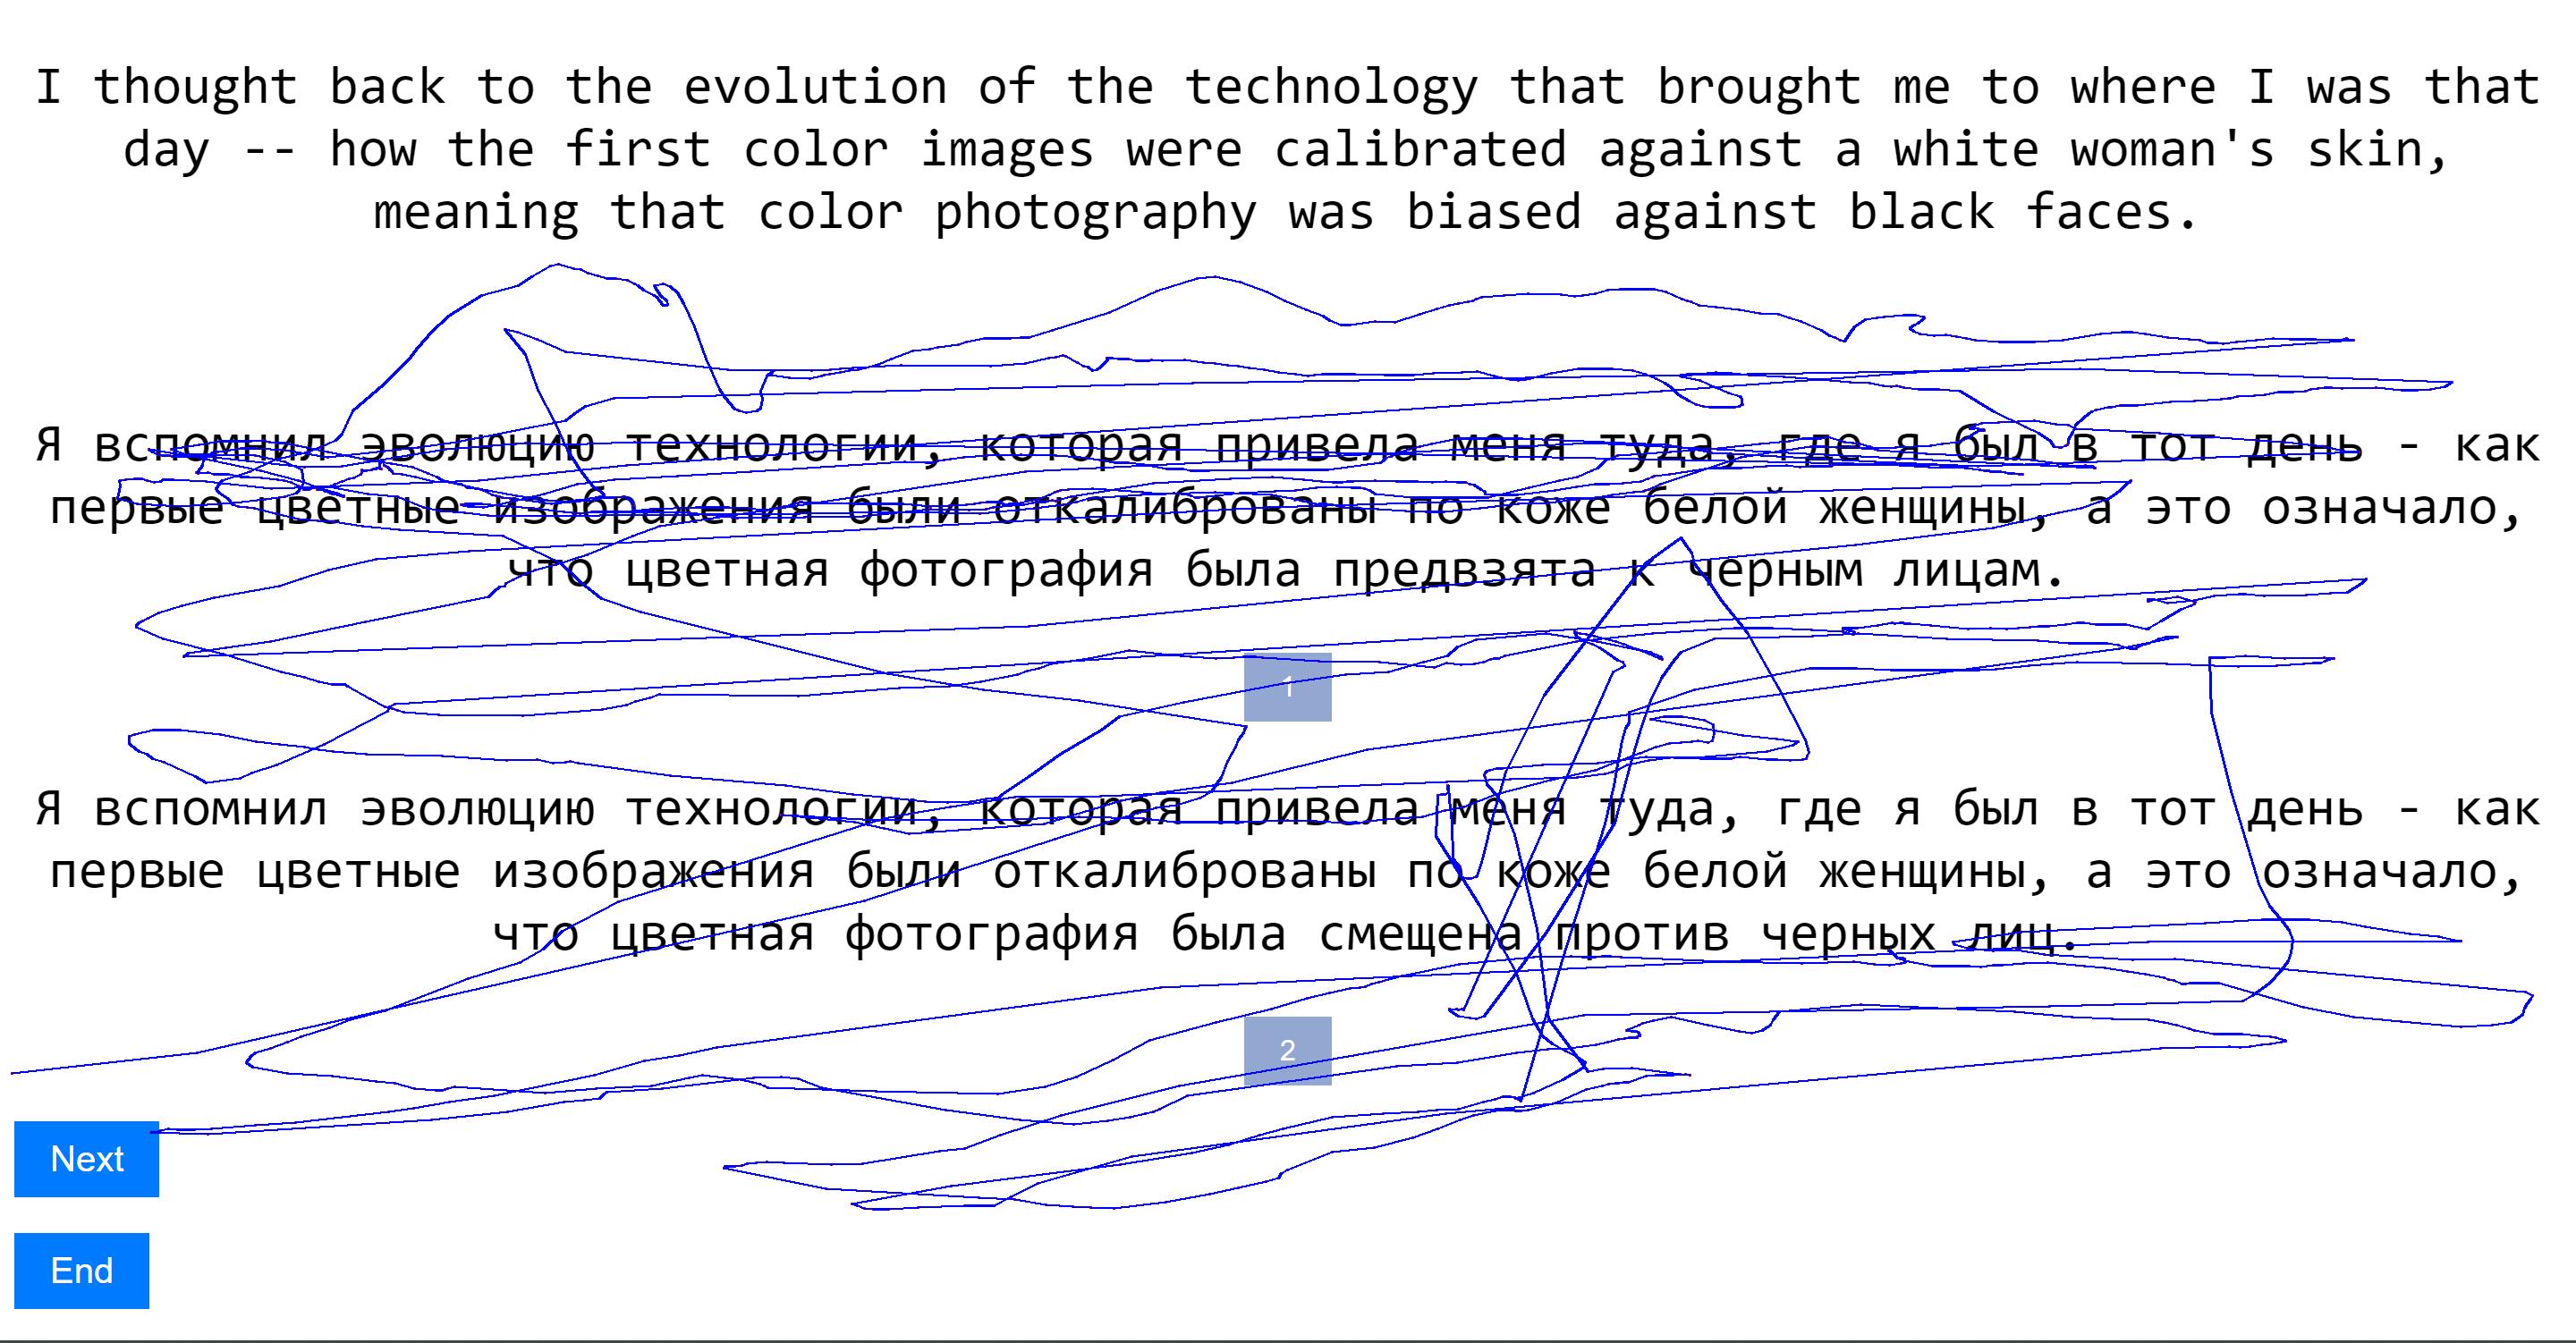 I thought back to the evolution of the technology that brought me to where I was that
day -- how the first color images were calibrated against a white woman's skin,
meaning that color photography was biased against black faces.
Я вспомнил эволюцию технологии, которая привела меня туда, где я был в тот день - как
первые цветные изображения были откалиброваны по коже белой женщины, а это означало,
что цветная фотография была предвзята к черным лицам.
1
Я вспомнил эволюцию технологии, которая привела меня туда, где я был в тот день - как
первые цветные изображения были откалиброваны по коже белой женщины, а это означало,
что цветная фотография была смещена против черных лиц.
2
Next
End